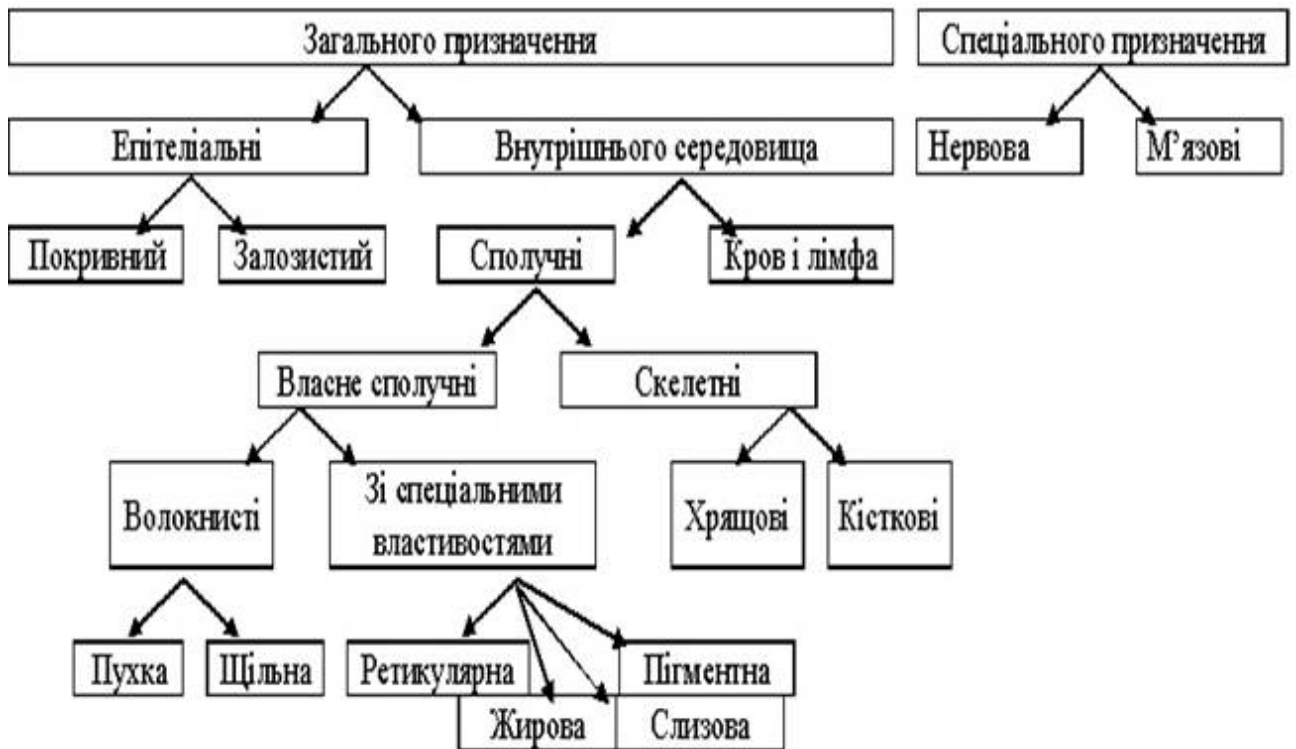 Загального призначення
Спеціального призначення
Епітеліальні
Внутрішнього середовища
Нервова
М’язові
Покривний
Залозистий
Сполучні
Кров і лімфа
Власне сполучні
Скелетні
Волокнисті
Зі спеціальними
властивостями
Хрящові
Кісткові
Пухка
Щільна
Ретикулярна
Пігментна
Жирова
Слизова